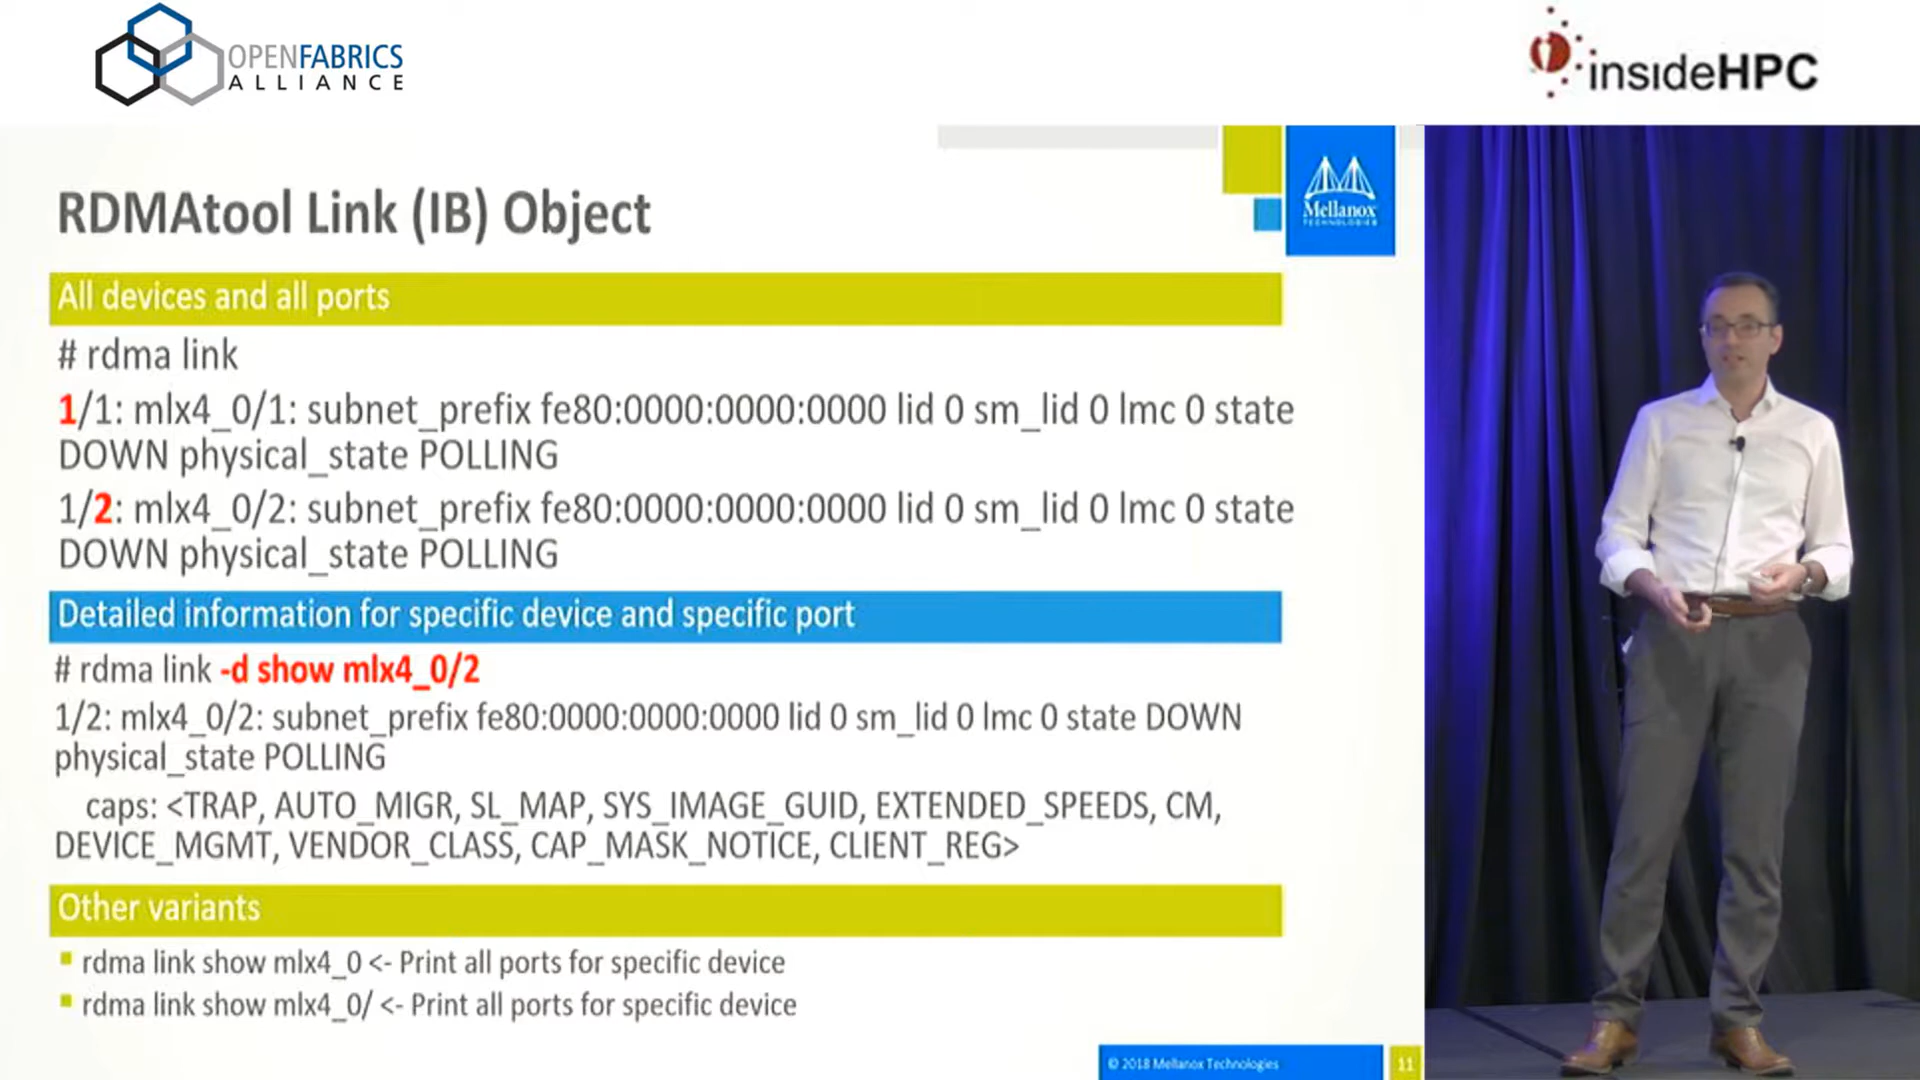 OPENFABRICS
ALLIANCE
insideHPC
Mellanox
TECHNOLOGIES
RDMAtool Link (IB) Object
All devices and all ports
# rdma link
1/1: mlx4_0/1: subnet_prefix fe80:0000:0000:0000 lid 0 sm_lid 0 lmc 0 state
DOWN physical_state POLLING
1/2: mlx4_0/2: subnet_prefix fe80:0000:0000:0000 lid 0 sm_lid 0 lmc 0 state
DOWN physical_state POLLING
Detailed information for specific device and specific port
# rdma link -d show mlx4_0/2
1/2: mlx4_0/2: subnet_prefix fe80:0000:0000:0000 lid 0 sm_lid 0 lmc 0 state DOWN
physical_state POLLING
caps: <TRAP, AUTO_MIGR, SL_MAP, SYS_IMAGE_GUID, EXTENDED_SPEEDS, CM,
DEVICE_MGMT, VENDOR_CLASS, CAP_MASK_NOTICE, CLIENT_REG>
Other variants
rdma link show mlx4_0 <- Print all ports for specific device
rdma link show mlx4_0/ <- Print all ports for specific device
© 2018 Mellanox Technologies
11